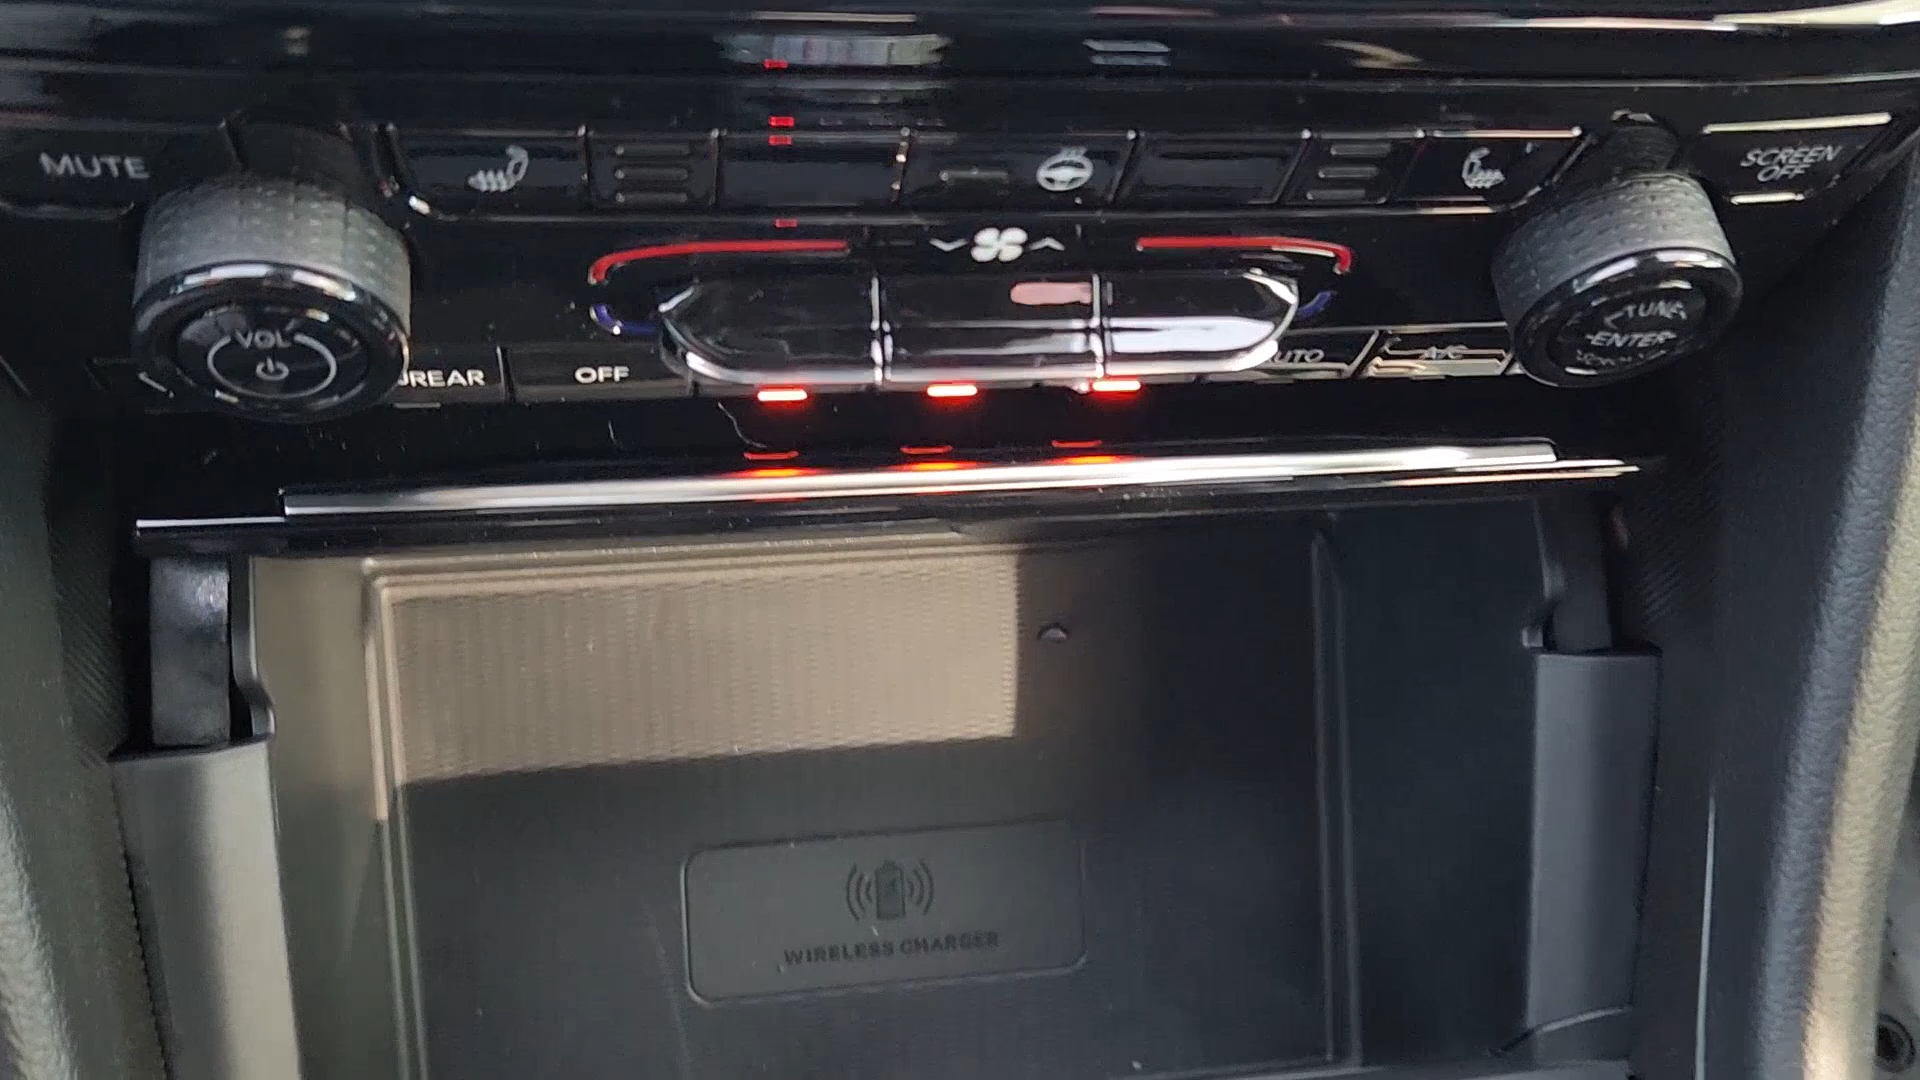 MUTE
SCREEN
OFF
VOL
TUNE
ENTER
REAR
OFF
AUTO
A/C
WIRELESS CHARGER